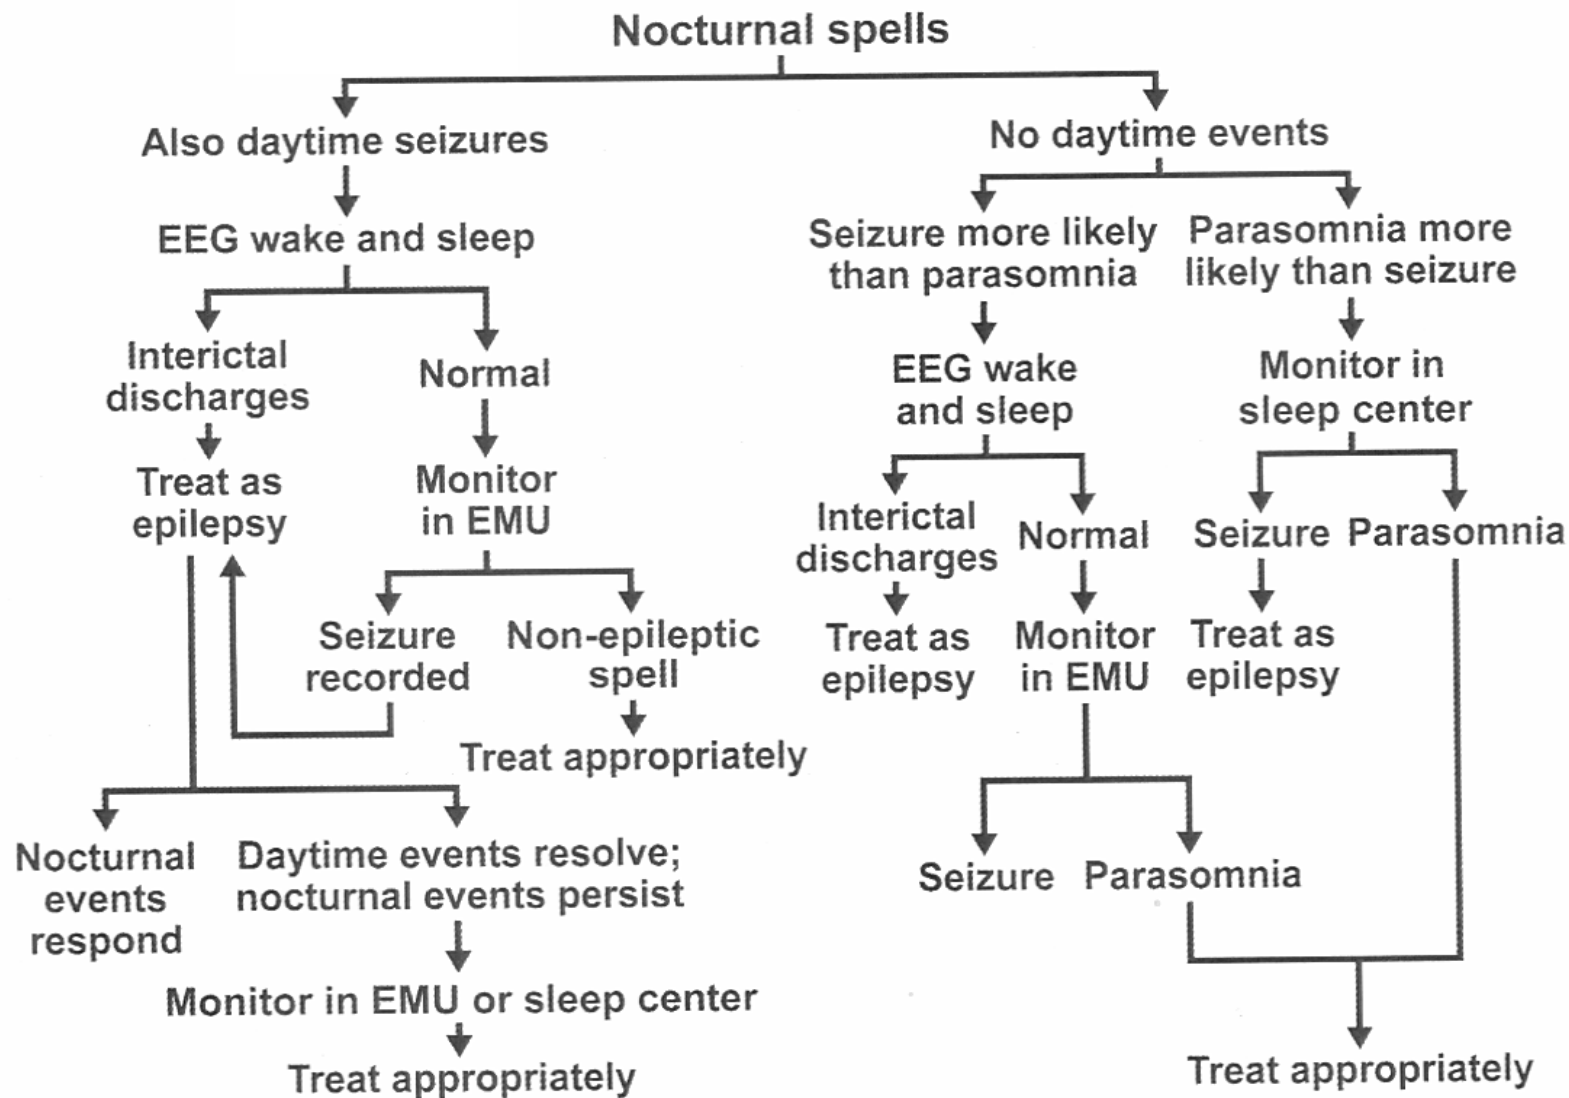 Nocturnal spells
Also daytime seizures
No daytime events
EEG wake and sleep
Seizure more likely
than parasomnia
Parasomnia more
likely than seizure
Interictal
discharges
Normal
EEG wake
and sleep
Monitor in
sleep center
Treat as
epilepsy
Monitor
in EMU
Interictal
discharges
Normal
Seizure
Parasomnia
Seizure
recorded
Non-epileptic
spell
Treat as
epilepsy
Monitor
in EMU
Treat as
epilepsy
Treat appropriately
Nocturnal
events
respond
Daytime events resolve;
nocturnal events persist
Seizure
Parasomnia
Monitor in EMU or sleep center
Treat appropriately
Treat appropriately